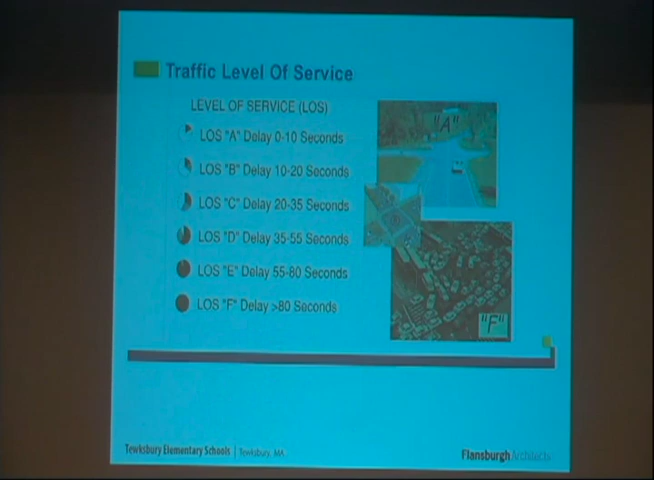 Traffic Level Of Service
LEVEL OF SERVICE (LOS)
LOS "A" Delay 0-10 Seconds
LOS "B" Delay 10-20 Seconds
LOS "C" Delay 20-35 Seconds
LOS "D" Delay 35-55 Seconds
LOS "E" Delay 55-80 Seconds
LOS "F" Delay >80 Seconds
"A"
"F"
Tewksbury Elementary Schools | Tewksbury, MA
Flansburgh Architects